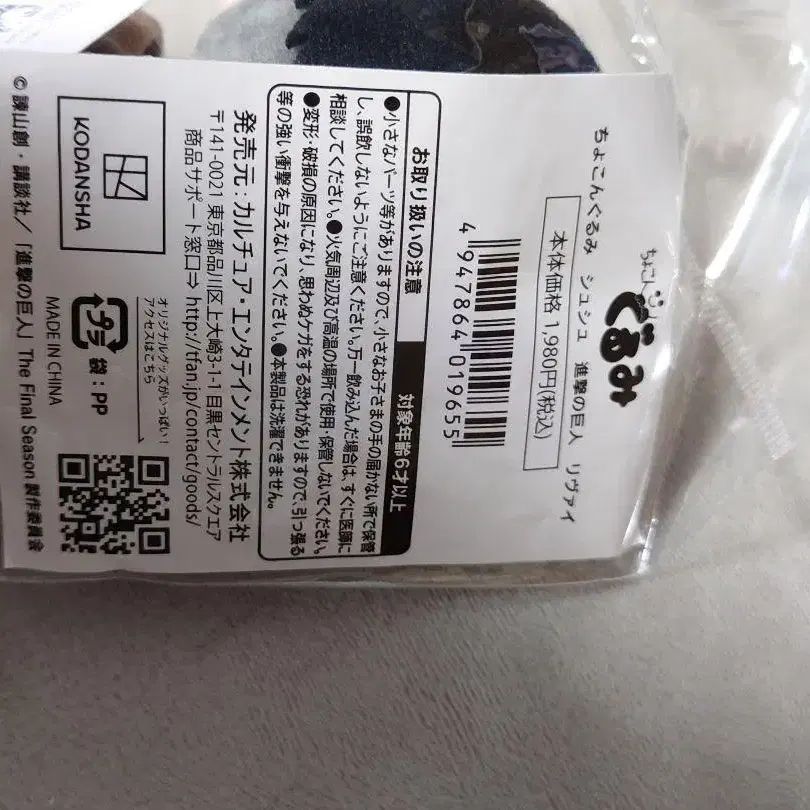 ちょこん
ぐるみ
ちょこんぐるみ シュシュ 進撃の巨人 リヴァイ
本体価格 1,980円(税込)
4 947864 019655
お取り扱いの注意 対象年齢6才以上
●小さなパーツ等がありますので、小さなお子さまの手の届かない所で保管
し、誤飲しないようにご注意ください。万一飲み込んだ場合は、すぐに医師に
相談してください。●火気周辺及び高温の場所で使用・保管しないでください。
●変形・破損の原因になり、思わぬケガをする恐れがありますので、引っ張る
等の強い衝撃を与えないでください。●本製品は洗濯できません。
発売元:カルチュア・エンタテインメント株式会社
〒141-0021 東京都品川区上大崎3-1-1 目黒セントラルスクエア
商品サポート窓口⇒ http://tfan.jp/contact/goods/
KODANSHA
オリジナルグッズがいっぱい!
アクセスはこちら
プラ 袋:PP
MADE IN CHINA
©諫山創・講談社/「進撃の巨人」The Final Season 製作委員会